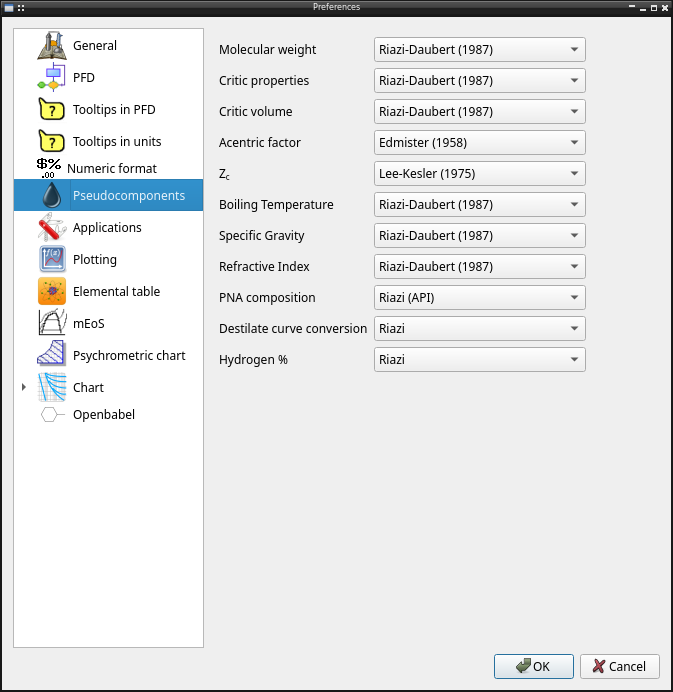 Preferences
General
PFD
? Tooltips in PFD
? Tooltips in units
$%
.00 Numeric format
Pseudocomponents
Applications
f(x) Plotting
Elemental table
mEoS
Psychrometric chart
Chart
Openbabel
Molecular weight Riazi-Daubert (1987)
Critic properties Riazi-Daubert (1987)
Critic volume Riazi-Daubert (1987)
Acentric factor Edmister (1958)
Zc Lee-Kesler (1975)
Boiling Temperature Riazi-Daubert (1987)
Specific Gravity Riazi-Daubert (1987)
Refractive Index Riazi-Daubert (1987)
PNA composition Riazi (API)
Destilate curve conversion Riazi
Hydrogen % Riazi
OK Cancel